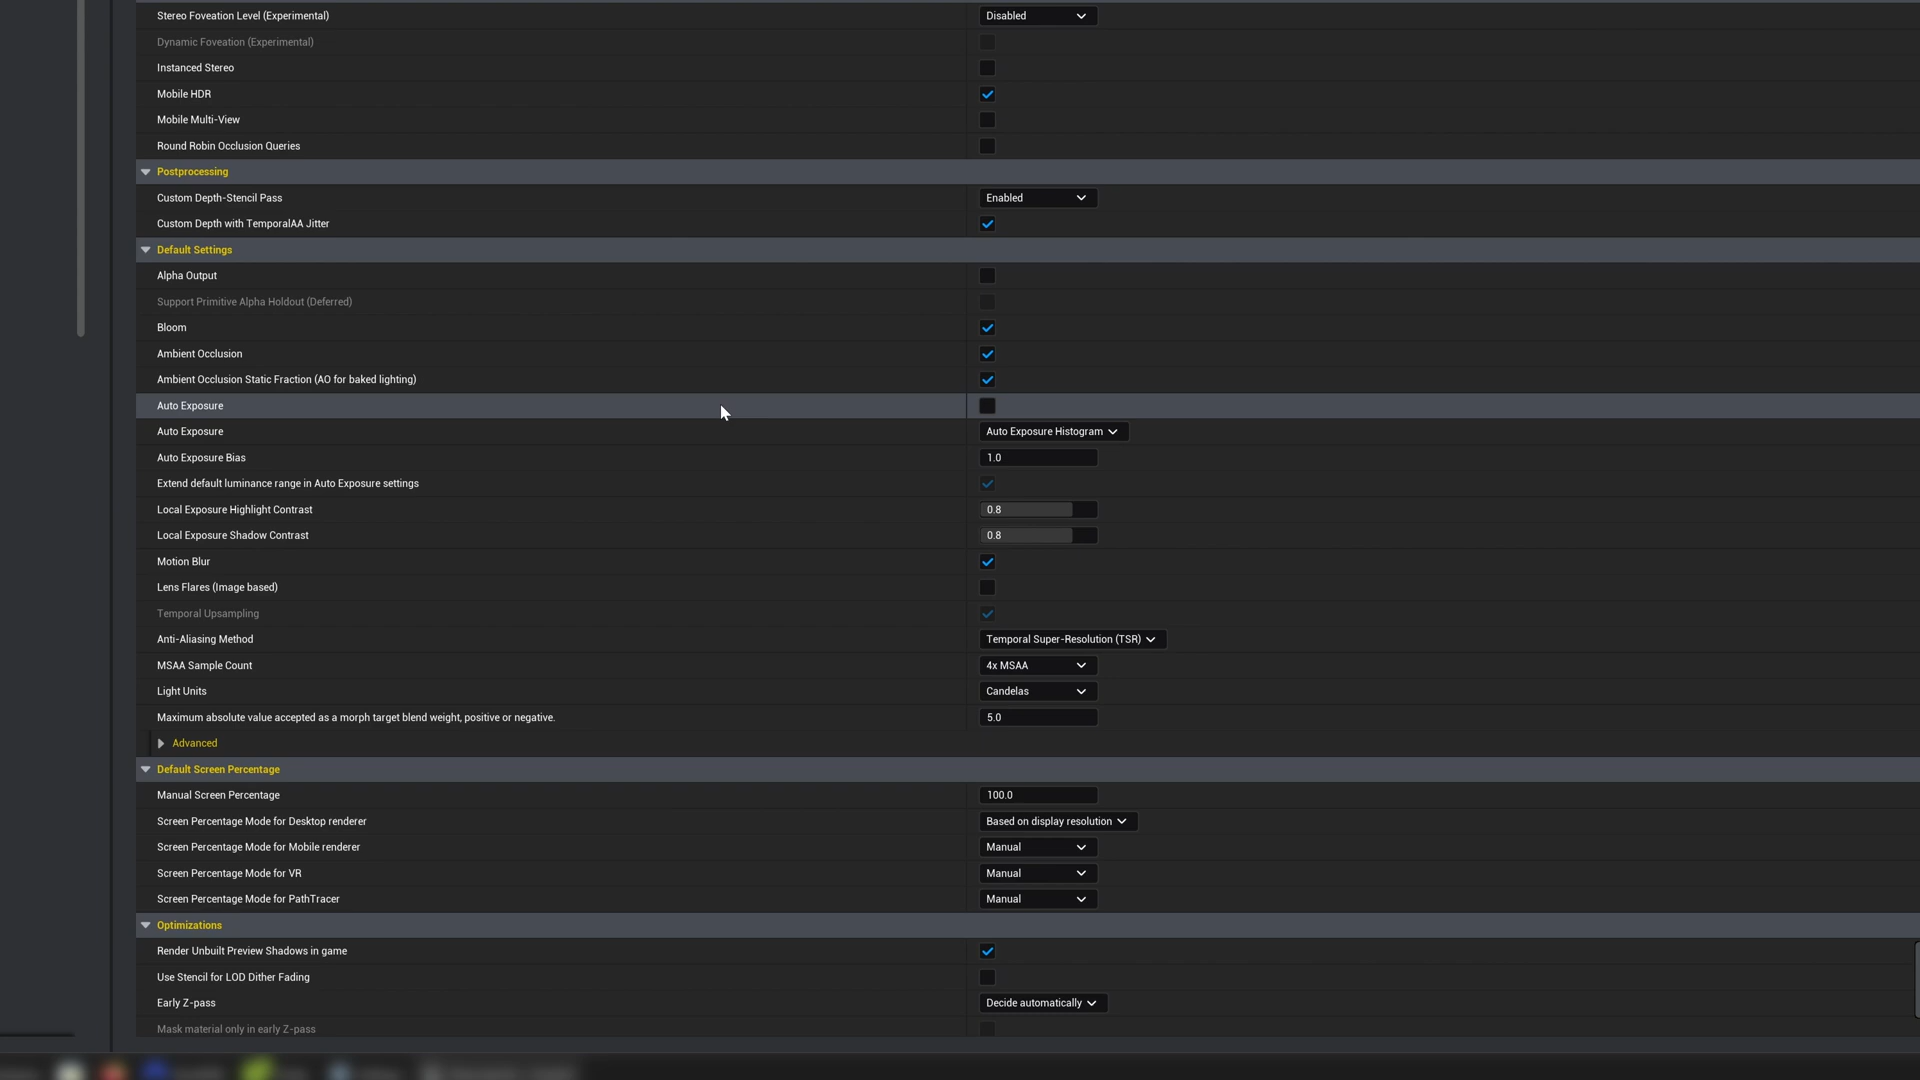 Stereo Foveation Level (Experimental) Disabled
Dynamic Foveation (Experimental)
Instanced Stereo
Mobile HDR
Mobile Multi-View
Round Robin Occlusion Queries
Postprocessing
Custom Depth-Stencil Pass Enabled
Custom Depth with TemporalAA Jitter
Default Settings
Alpha Output
Support Primitive Alpha Holdout (Deferred)
Bloom
Ambient Occlusion
Ambient Occlusion Static Fraction (AO for baked lighting)
Auto Exposure
Auto Exposure Auto Exposure Histogram
Auto Exposure Bias 1.0
Extend default luminance range in Auto Exposure settings
Local Exposure Highlight Contrast 0.8
Local Exposure Shadow Contrast 0.8
Motion Blur
Lens Flares (Image based)
Temporal Upsampling
Anti-Aliasing Method Temporal Super-Resolution (TSR)
MSAA Sample Count 4x MSAA
Light Units Candelas
Maximum absolute value accepted as a morph target blend weight, positive or negative. 5.0
Advanced
Default Screen Percentage
Manual Screen Percentage 100.0
Screen Percentage Mode for Desktop renderer Based on display resolution
Screen Percentage Mode for Mobile renderer Manual
Screen Percentage Mode for VR Manual
Screen Percentage Mode for PathTracer Manual
Optimizations
Render Unbuilt Preview Shadows in game
Use Stencil for LOD Dither Fading
Early Z-pass Decide automatically
Mask material only in early Z-pass